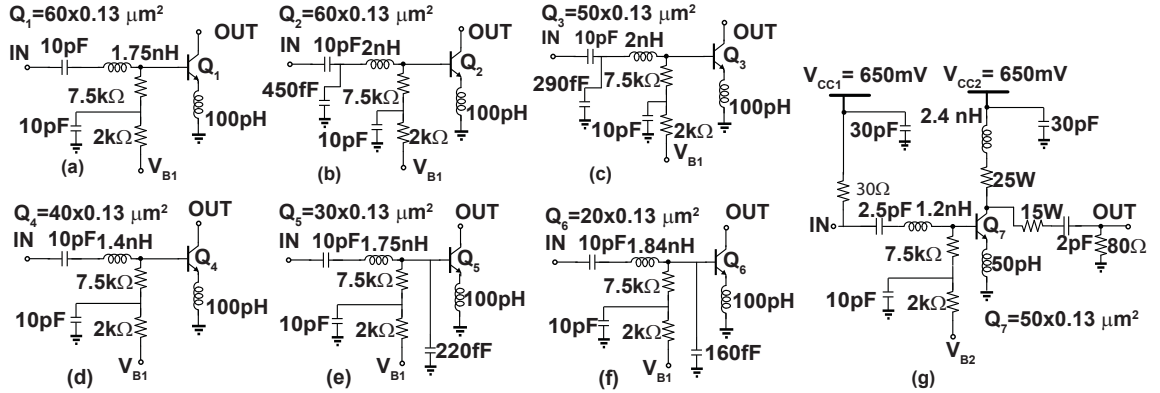 Q1=60x0.13 μm²
OUT
IN
10pF
1.75nH
Q1
7.5kΩ
100pH
10pF
2kΩ
VB1
(a)
Q2=60x0.13 μm²
OUT
IN
10pF
2nH
Q2
450fF
7.5kΩ
100pH
10pF
2kΩ
VB1
(b)
Q3=50x0.13 μm²
OUT
IN
10pF
2nH
Q3
7.5kΩ
290fF
100pH
10pF
2kΩ
VB1
(c)
Q4=40x0.13 μm²
OUT
IN
10pF
1.4nH
Q4
7.5kΩ
100pH
10pF
2kΩ
VB1
(d)
Q5=30x0.13 μm²
OUT
IN
10pF
1.75nH
Q5
7.5kΩ
100pH
10pF
2kΩ
220fF
VB1
(e)
Q6=20x0.13 μm²
OUT
IN
10pF
1.84nH
Q6
7.5kΩ
100pH
10pF
2kΩ
160fF
VB1
(f)
VCC1= 650mV
VCC2= 650mV
30pF
2.4 nH
30pF
25W
30Ω
15W
OUT
IN
2.5pF
1.2nH
Q7
2pF
80Ω
7.5kΩ
50pH
10pF
2kΩ
Q7=50x0.13 μm²
VB2
(g)